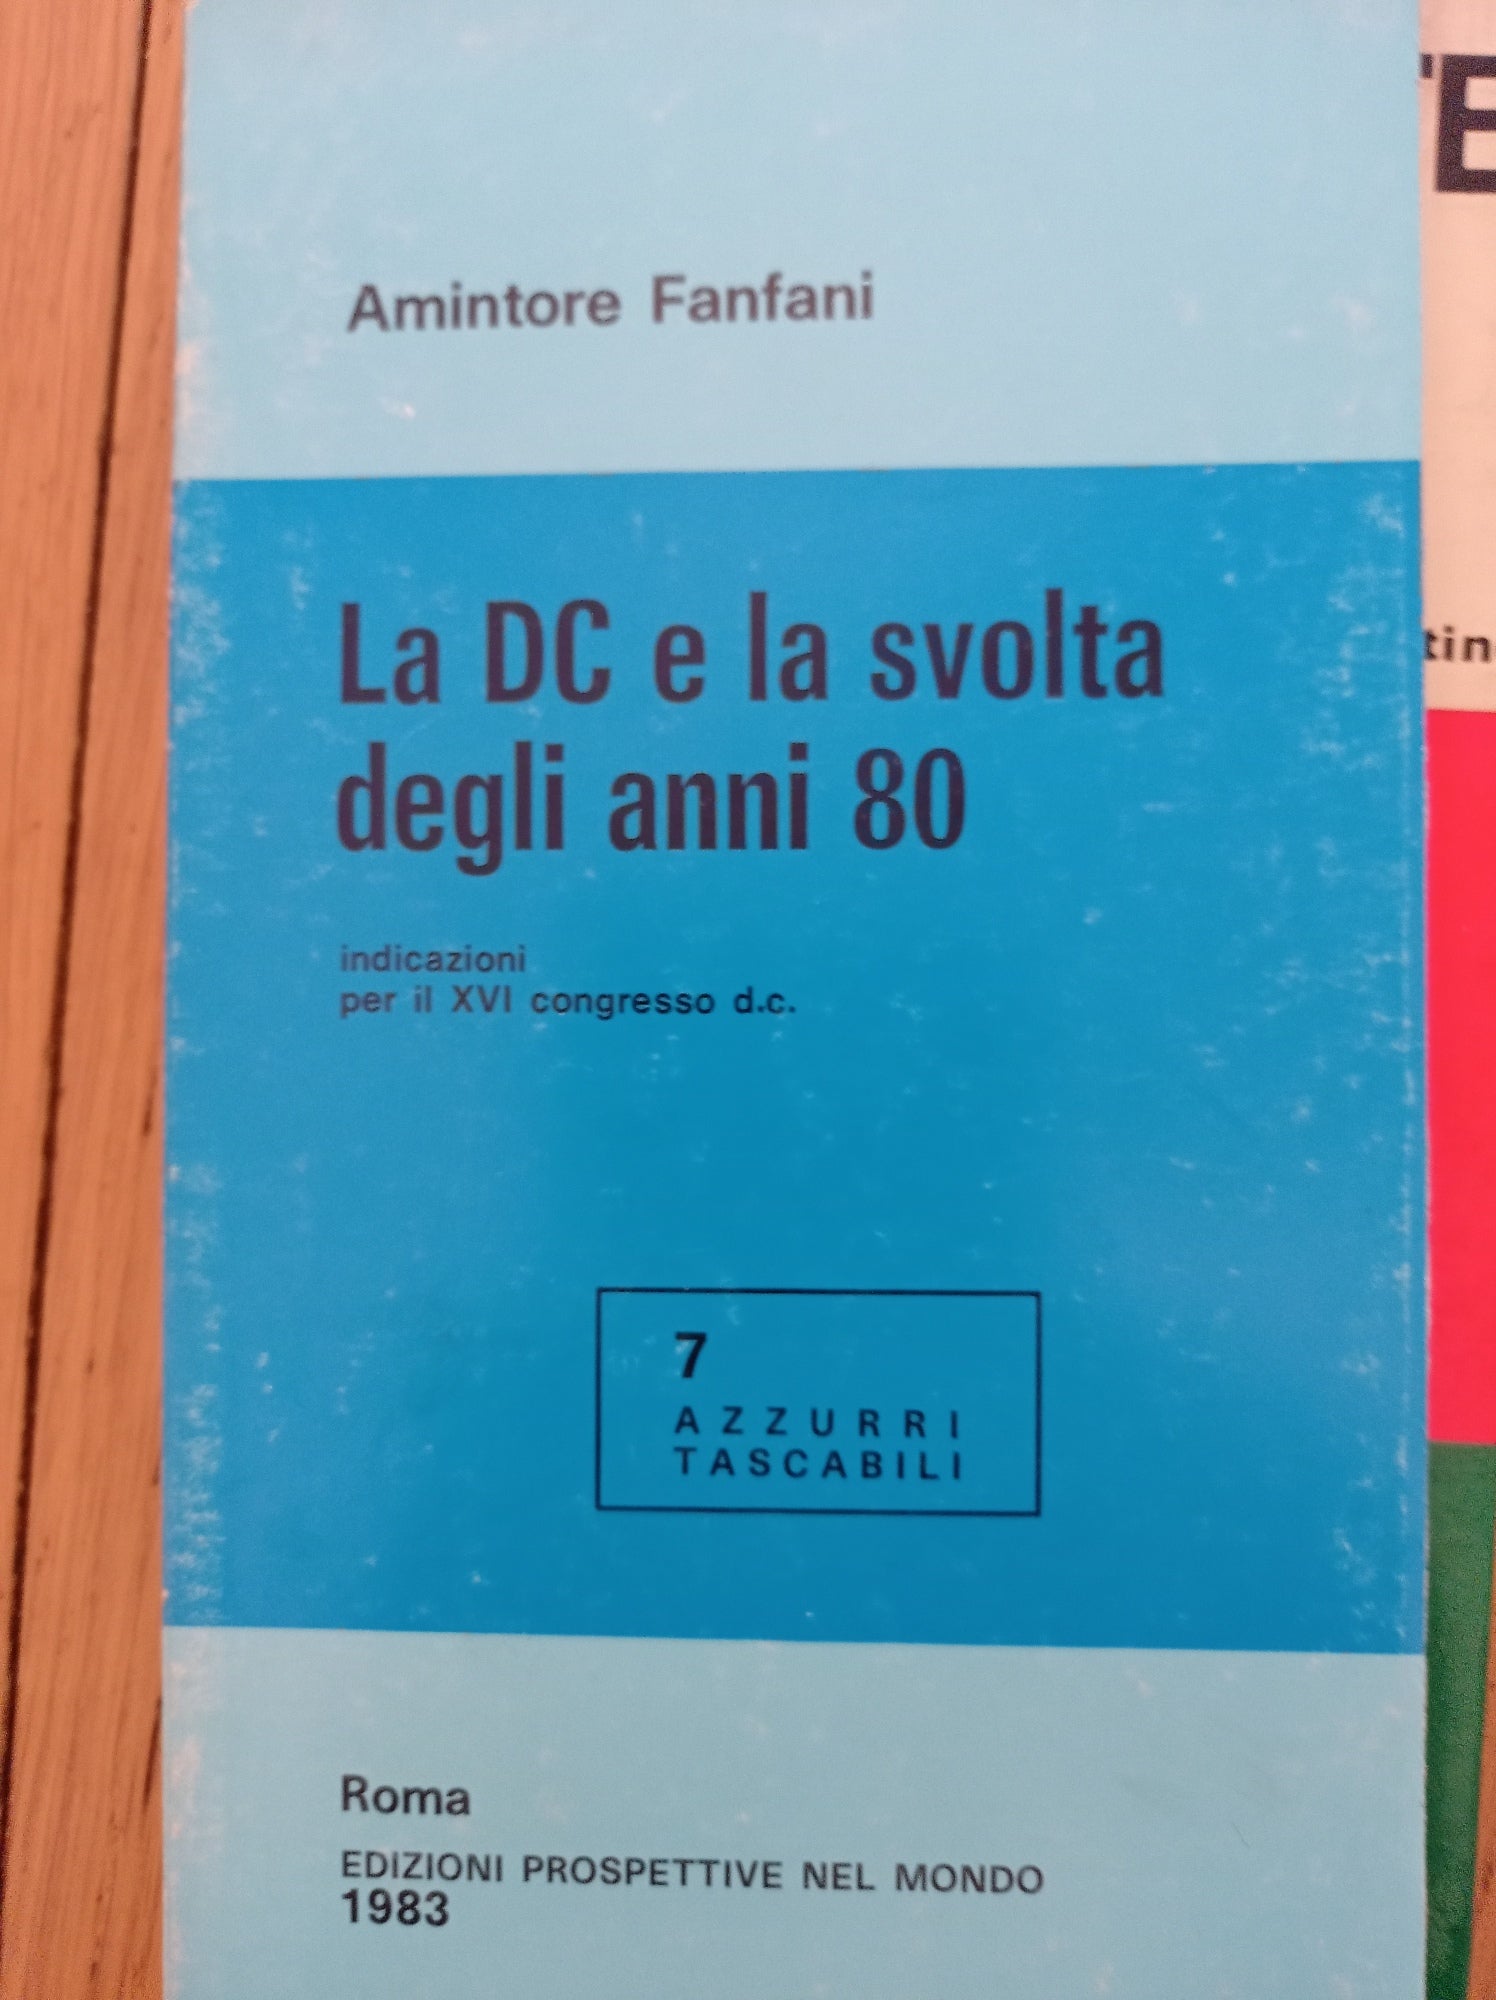 Amintore Fanfani
La DC e la svolta
degli anni 80
indicazioni
per il XVI congresso d.c.
7
AZZURRI
TASCABILI
Roma
EDIZIONI PROSPETTIVE NEL MONDO
1983